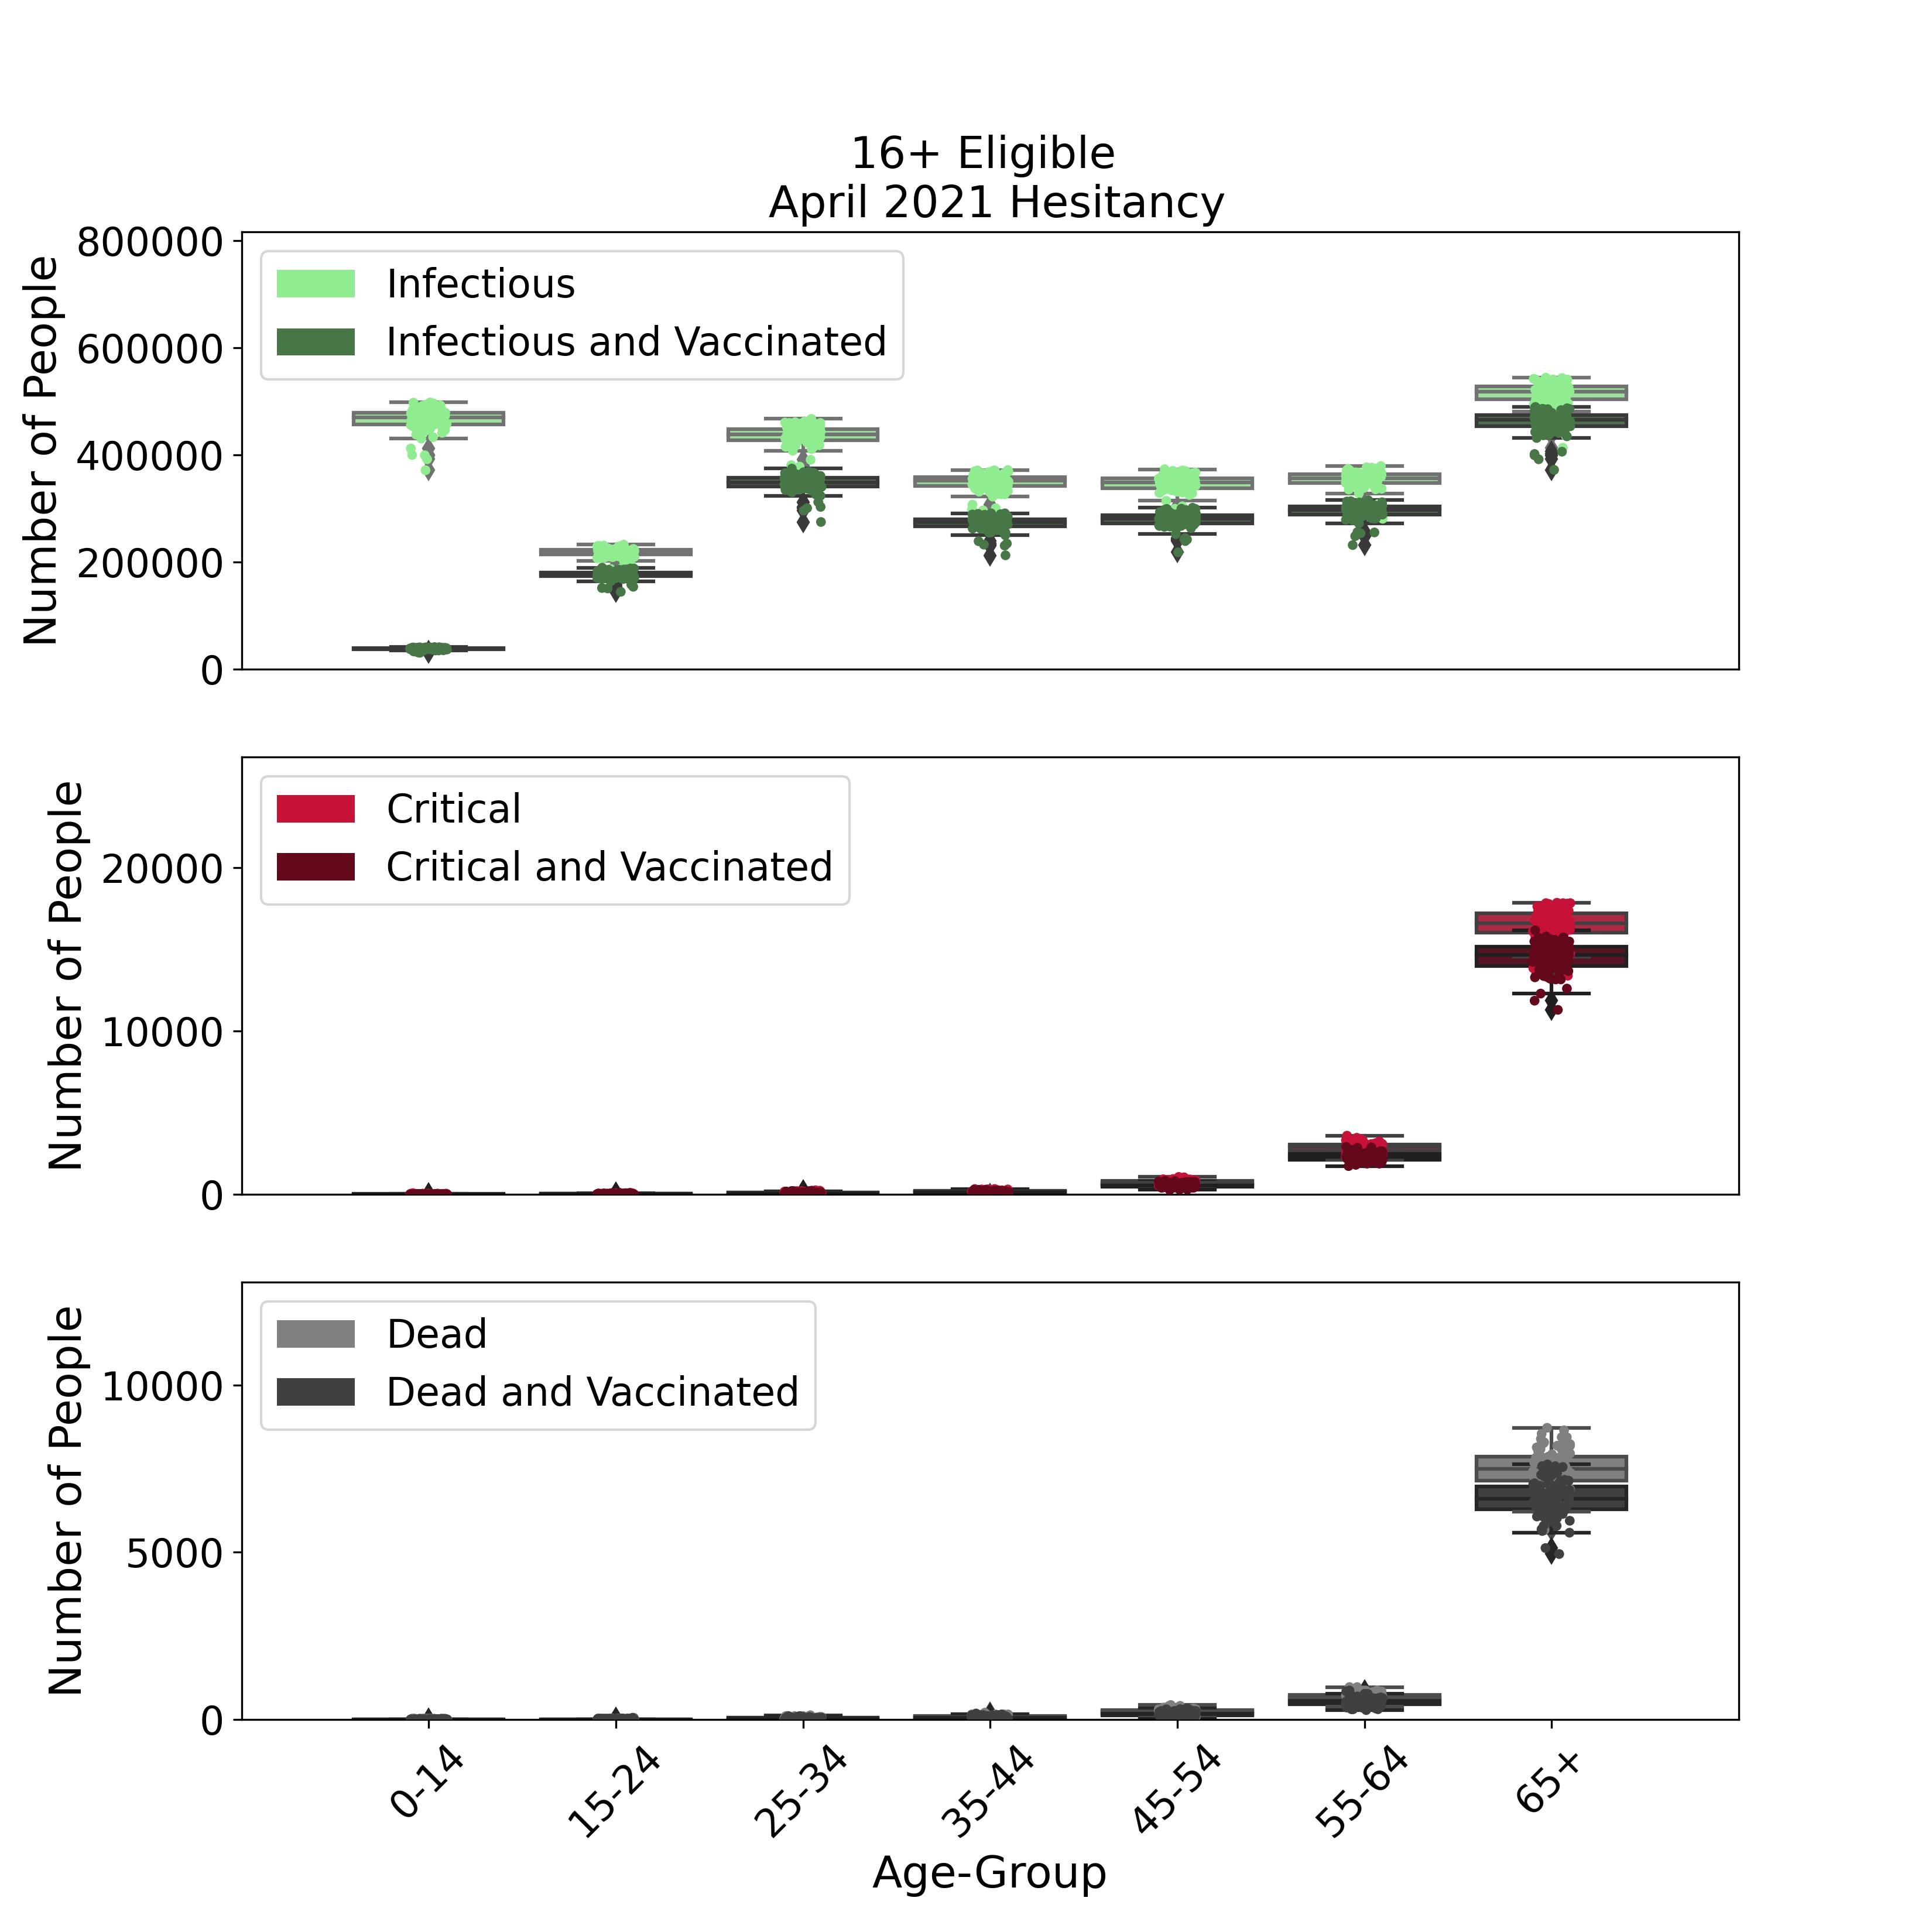 16+ Eligible
April 2021 Hesitancy
Number of People
800000
600000
400000
200000
0
Infectious
Infectious and Vaccinated
Number of People
20000
10000
0
Critical
Critical and Vaccinated
Number of People
10000
5000
0
Dead
Dead and Vaccinated
0-14
15-24
25-34
35-44
45-54
55-64
65+
Age-Group